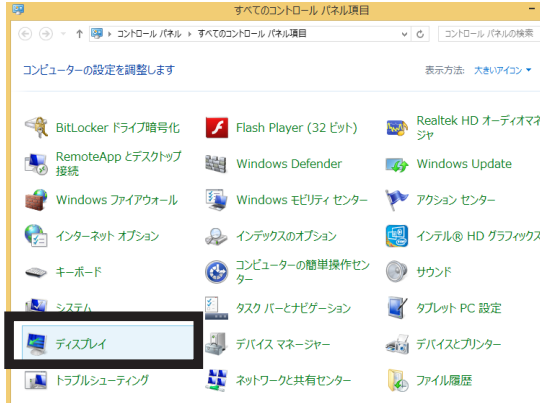 すべてのコントロール パネル項目
コントロール パネル ▸ すべてのコントロール パネル項目
コントロール パネルの検索
コンピューターの設定を調整します
表示方法: 大きいアイコン
BitLocker ドライブ暗号化
Flash Player (32 ビット)
Realtek HD オーディオマネ
ジャ
RemoteApp とデスクトップ
接続
Windows Defender
Windows Update
Windows ファイアウォール
Windows モビリティ センター
アクション センター
インターネット オプション
インデックスのオプション
インテル® HD グラフィックス
キーボード
コンピューターの簡単操作セン
ター
サウンド
システム
タスク バーとナビゲーション
タブレット PC 設定
ディスプレイ
デバイス マネージャー
デバイスとプリンター
トラブルシューティング
ネットワークと共有センター
ファイル履歴